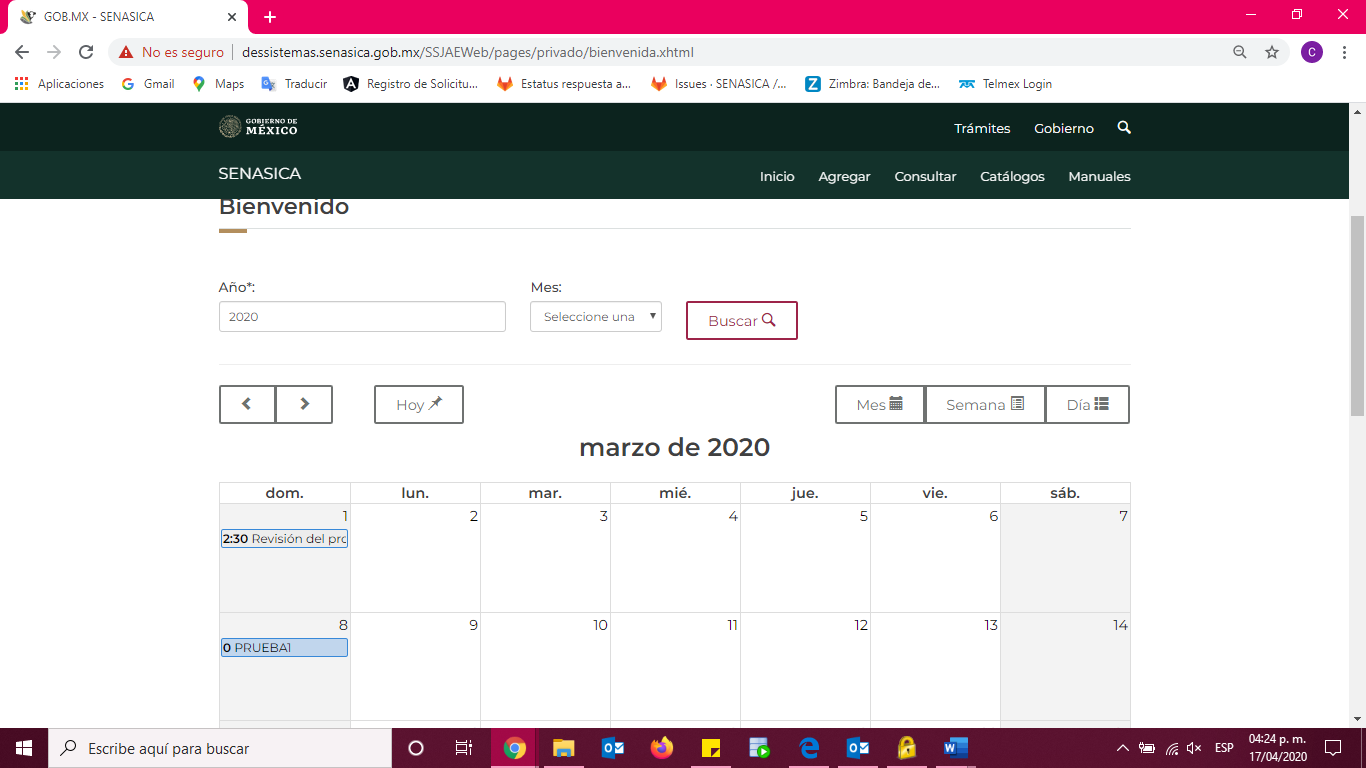 GOB.MX - SENASICA
No es seguro dessistemas.senasica.gob.mx/SSJAEWeb/pages/privado/bienvenida.xhtml C
Aplicaciones Gmail Maps Traducir Registro de Solicitu... Estatus respuesta a... Issues · SENASICA /... Zimbra: Bandeja de... Telmex Login
GOBIERNO DE
MÉXICO
Trámites Gobierno
SENASICA Inicio Agregar Consultar Catálogos Manuales
Bienvenido
Año*: Mes:
2020 Seleccione una Buscar
Hoy Mes Semana Día
marzo de 2020
dom. lun. mar. mié. jue. vie. sáb.
1 2 3 4 5 6 7
2:30 Revisión del pro
8 9 10 11 12 13 14
0 PRUEBA1
Escribe aquí para buscar ESP 04:24 p. m.
17/04/2020